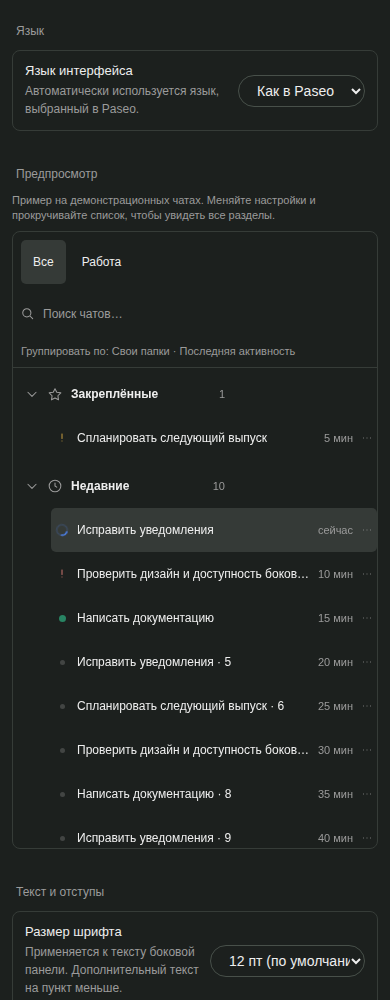 Язык
Язык интерфейса
Автоматически используется язык,
выбранный в Paseo.
Как в Paseo
Предпросмотр
Пример на демонстрационных чатах. Меняйте настройки и
прокручивайте список, чтобы увидеть все разделы.
Все
Работа
Поиск чатов…
Группировать по: Свои папки · Последняя активность
Закреплённые 1
Спланировать следующий выпуск 5 мин
Недавние 10
Исправить уведомления сейчас
Проверить дизайн и доступность боков… 10 мин
Написать документацию 15 мин
Исправить уведомления · 5 20 мин
Спланировать следующий выпуск · 6 25 мин
Проверить дизайн и доступность боков… 30 мин
Написать документацию · 8 35 мин
Исправить уведомления · 9 40 мин
Текст и отступы
Размер шрифта
Применяется к тексту боковой
панели. Дополнительный текст
на пункт меньше.
12 пт (по умолчани